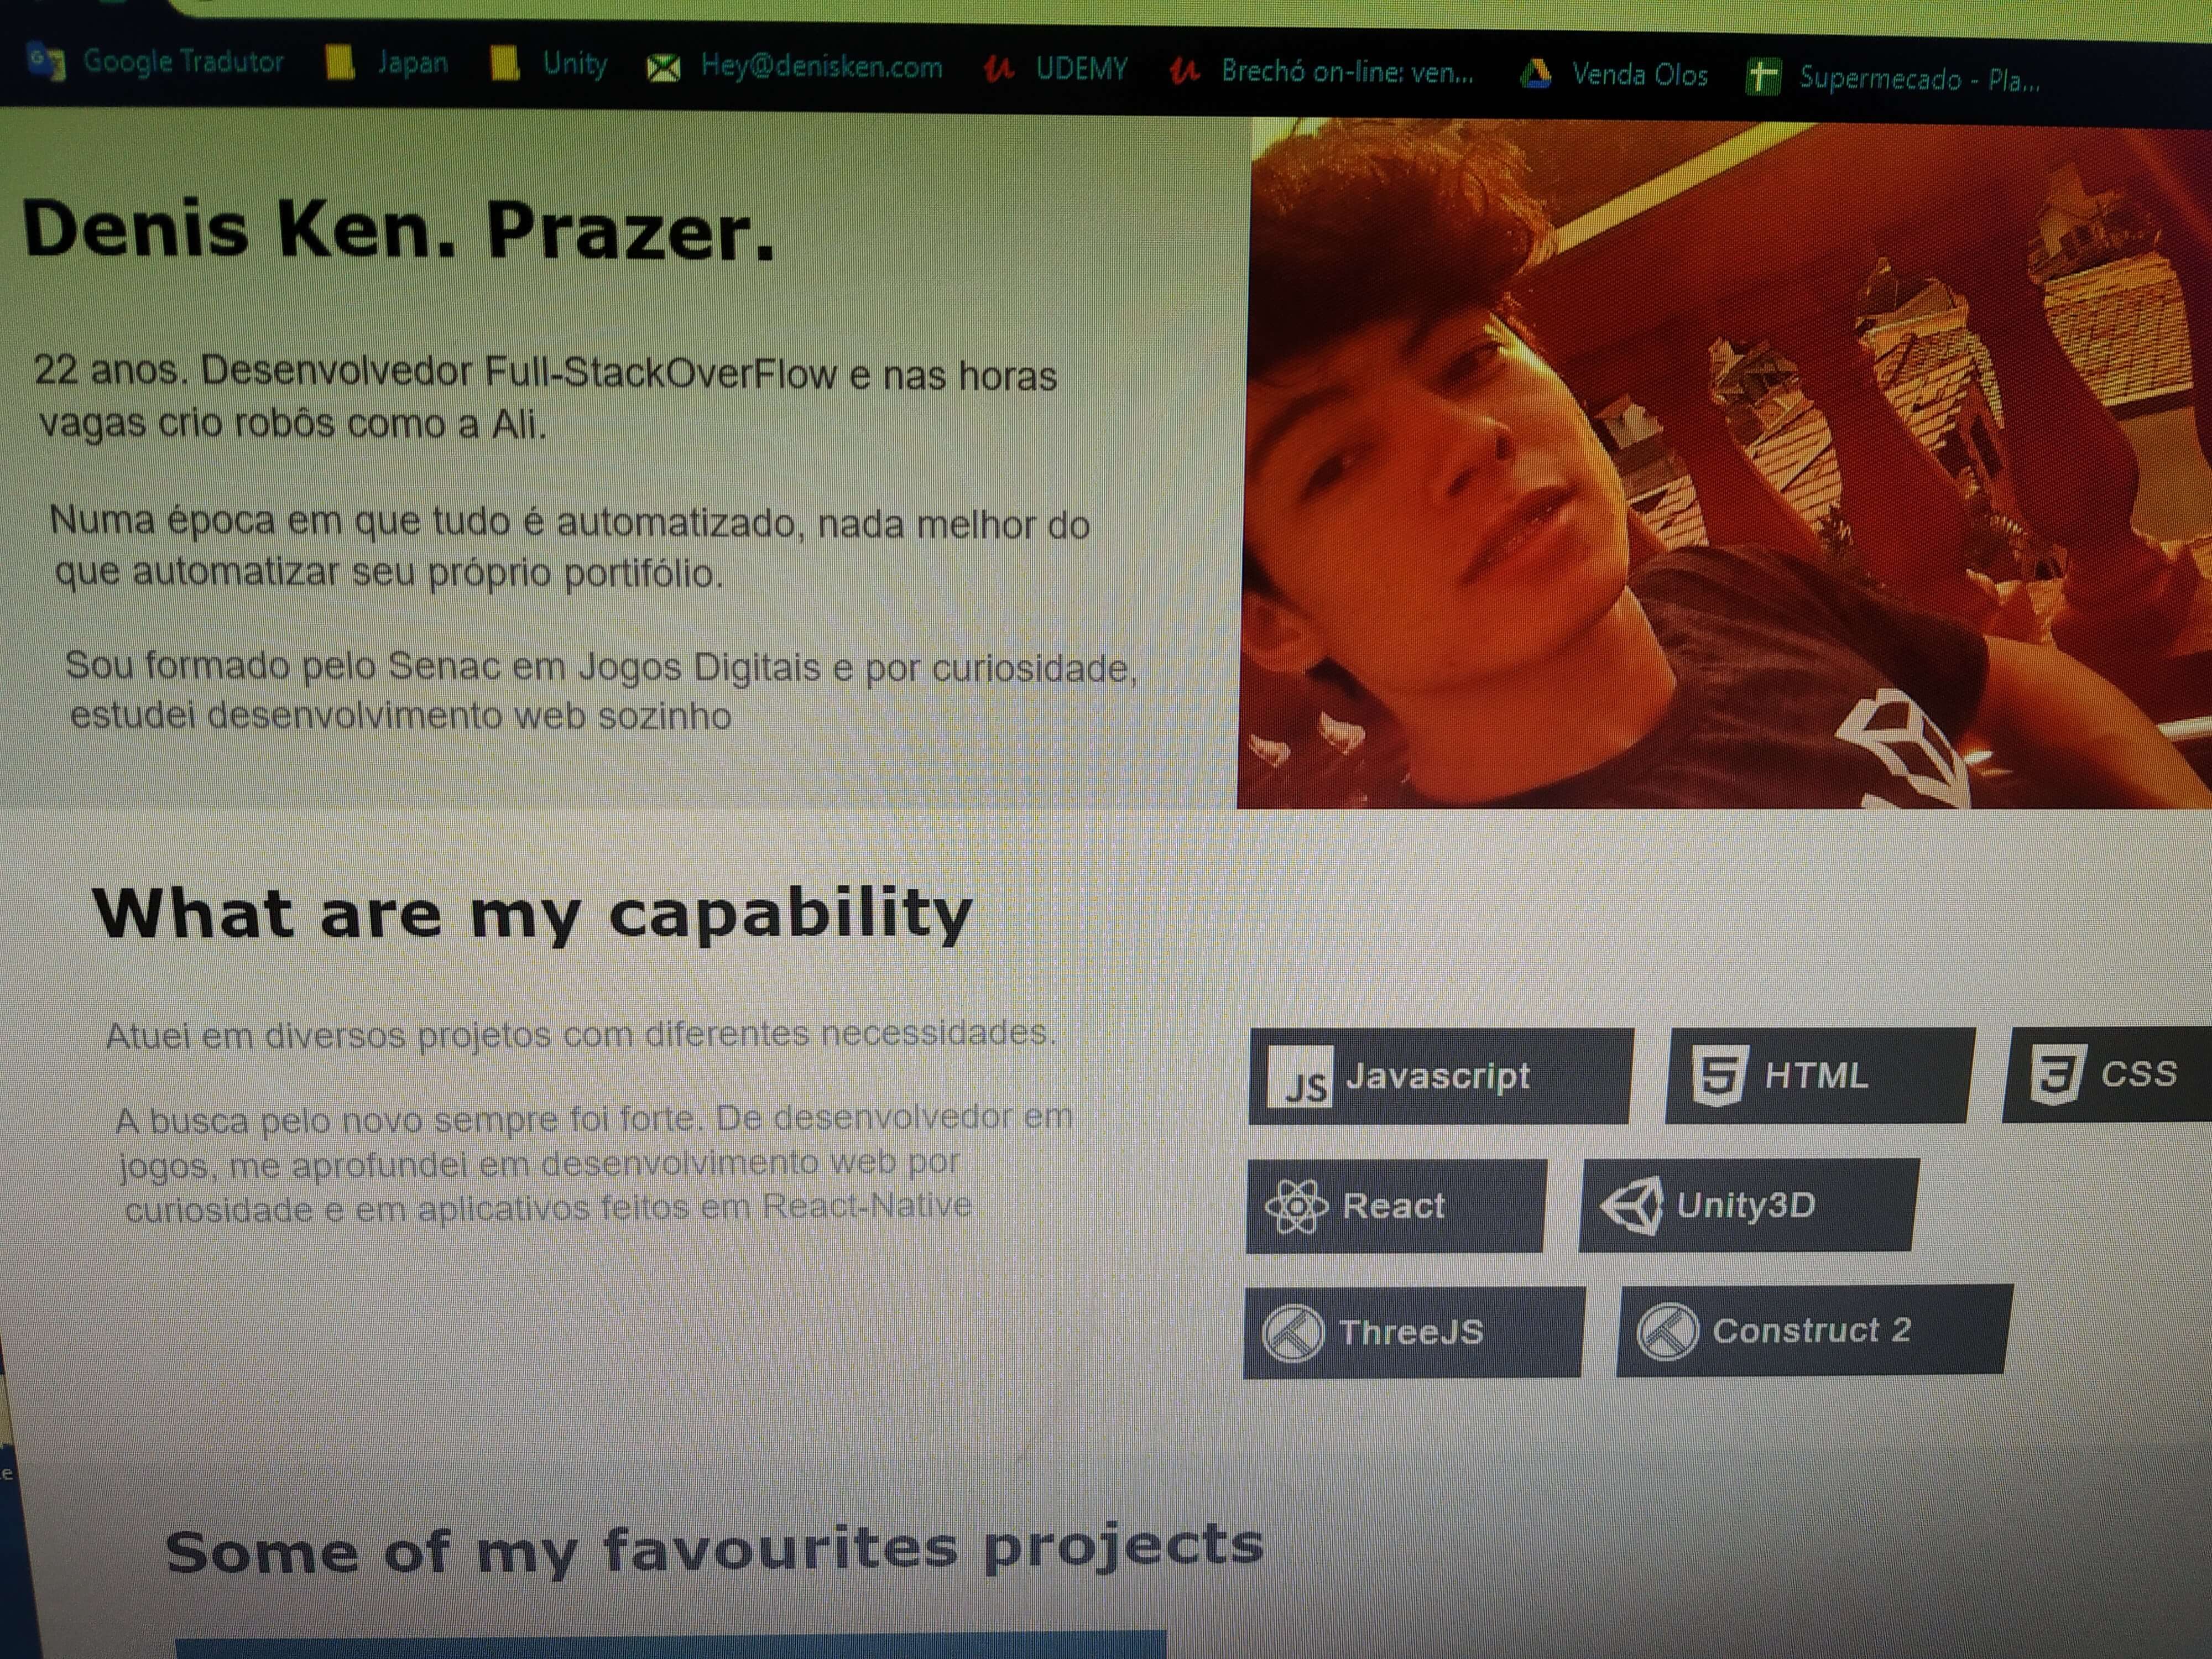 Google Tradutor Japan Unity Hey@denisken.com UDEMY Brechó on-line: ven... Venda Olos Supermecado - Pla...
Denis Ken. Prazer.
22 anos. Desenvolvedor Full-StackOverFlow e nas horas
vagas crio robôs como a Ali.
Numa época em que tudo é automatizado, nada melhor do
que automatizar seu próprio portifólio.
Sou formado pelo Senac em Jogos Digitais e por curiosidade,
estudei desenvolvimento web sozinho
What are my capability
Atuei em diversos projetos com diferentes necessidades.
A busca pelo novo sempre foi forte. De desenvolvedor em
jogos, me aprofundei em desenvolvimento web por
curiosidade e em aplicativos feitos em React-Native
JS Javascript HTML CSS
React Unity3D
ThreeJS Construct 2
Some of my favourites projects